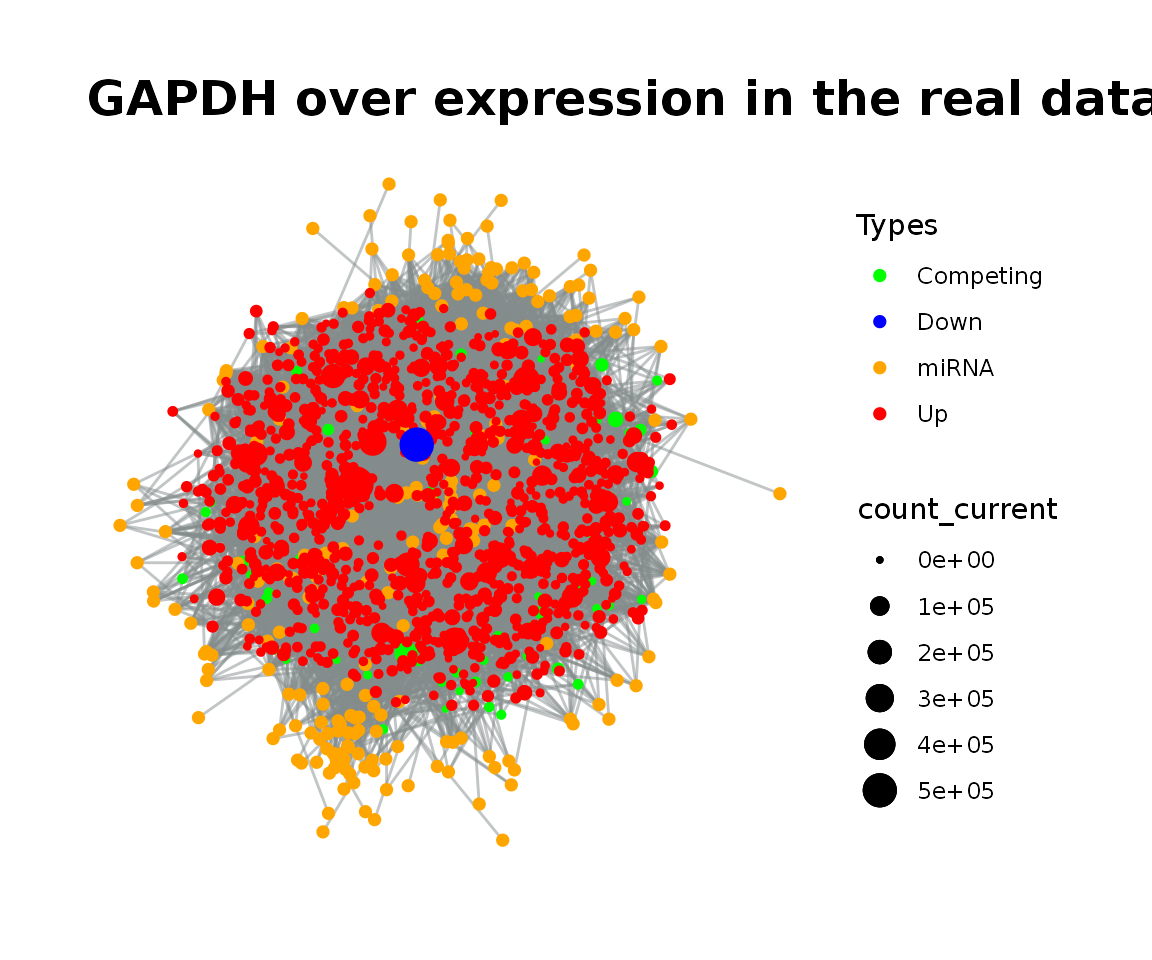 GAPDH over expression in the real data
Types
Competing
Down
miRNA
Up
count_current
0e+00
1e+05
2e+05
3e+05
4e+05
5e+05